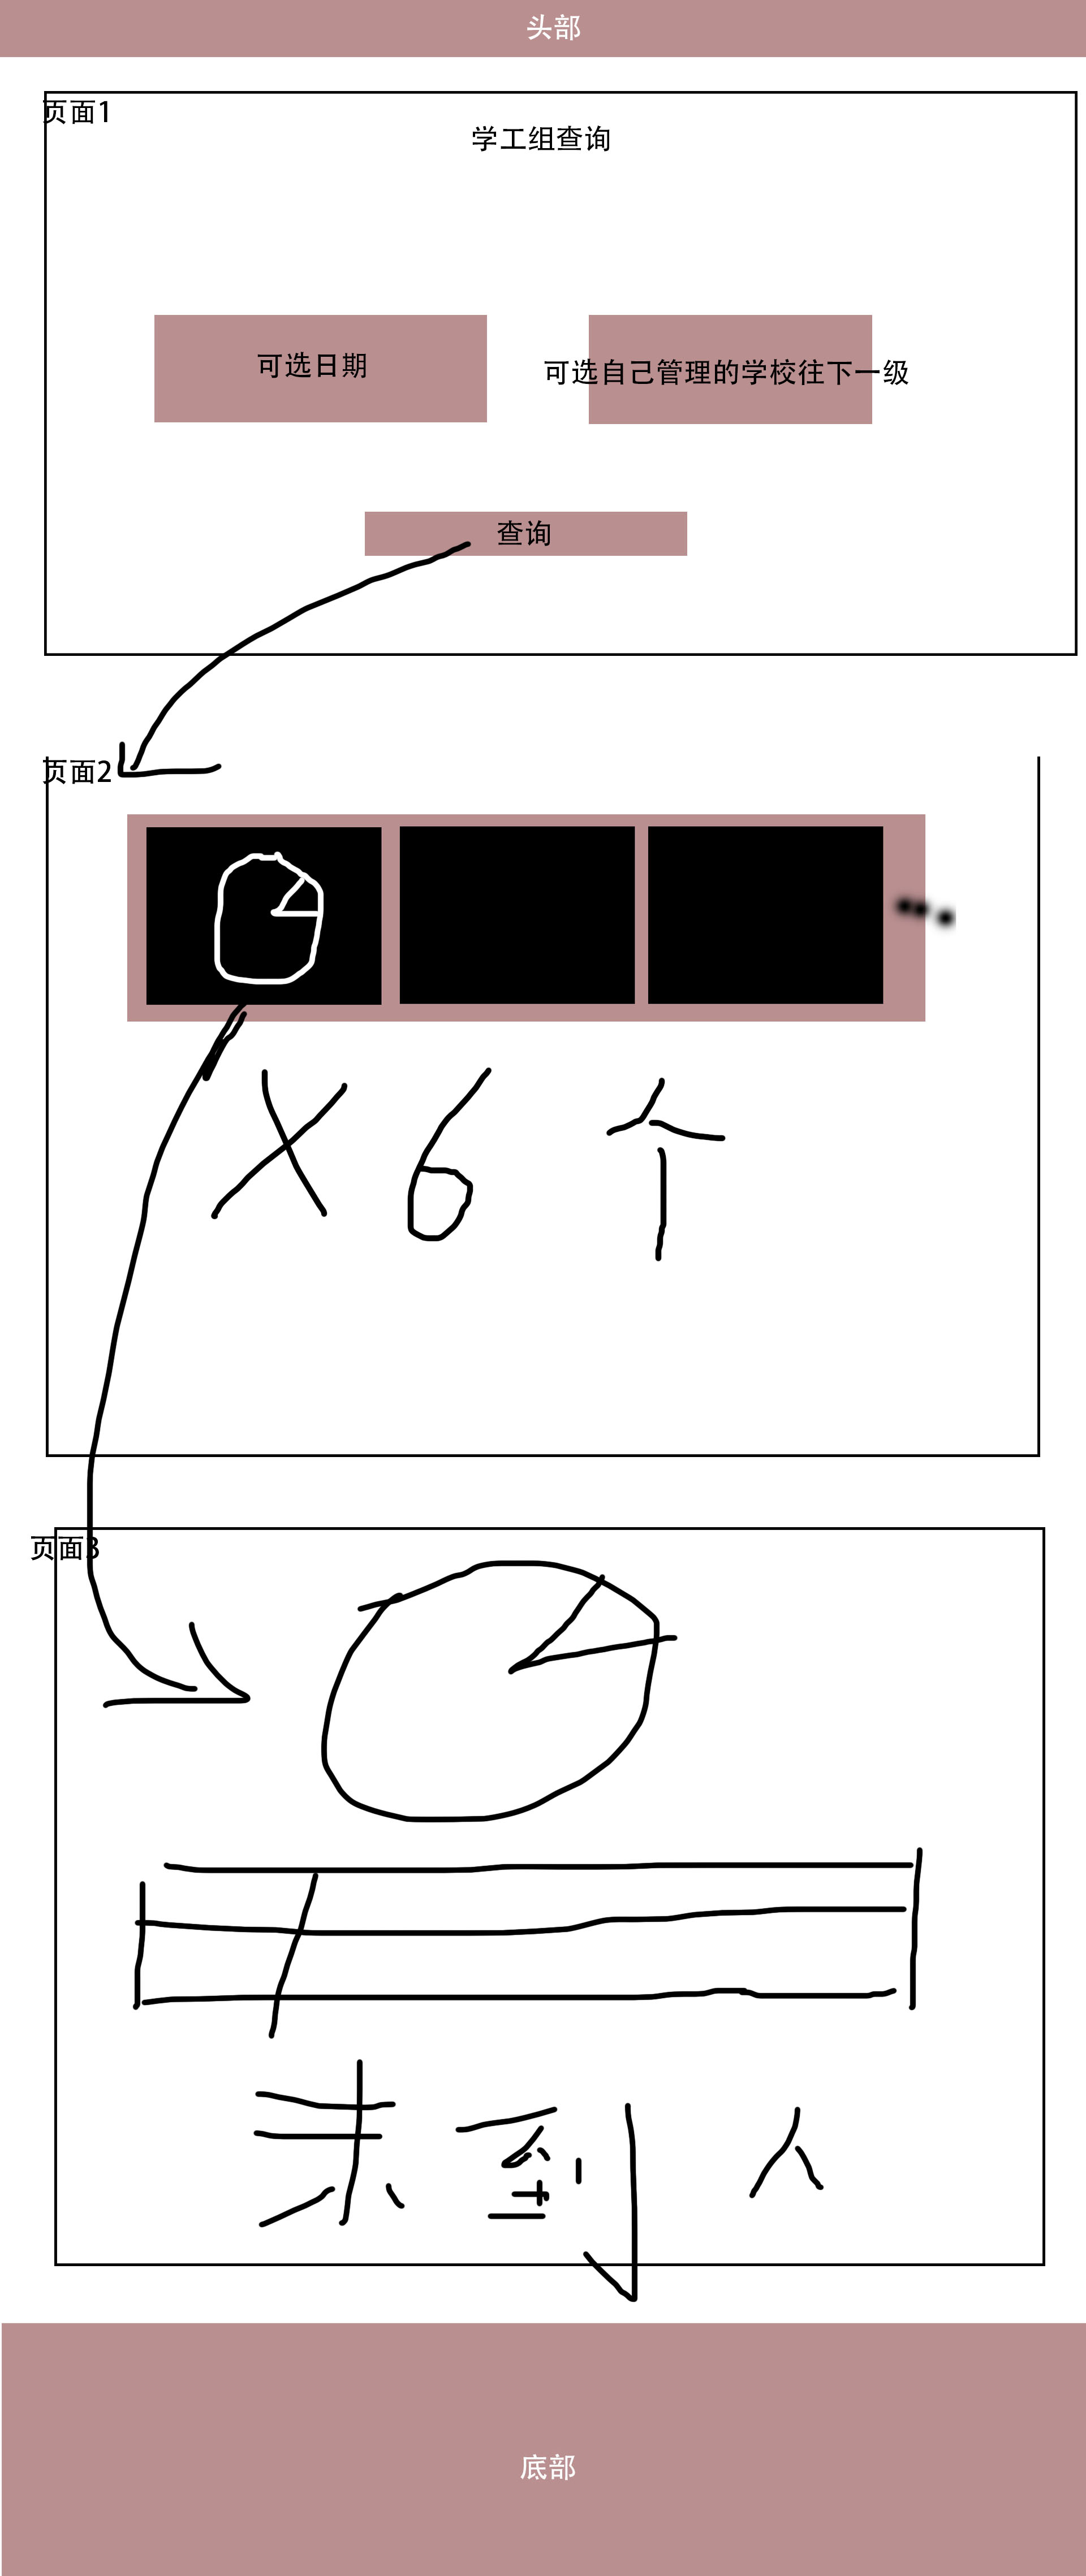 头部
页面1
学工组查询
可选日期
可选自己管理的学校往下一级
查询
页面2
X 6 个
页面3
来到人
底部